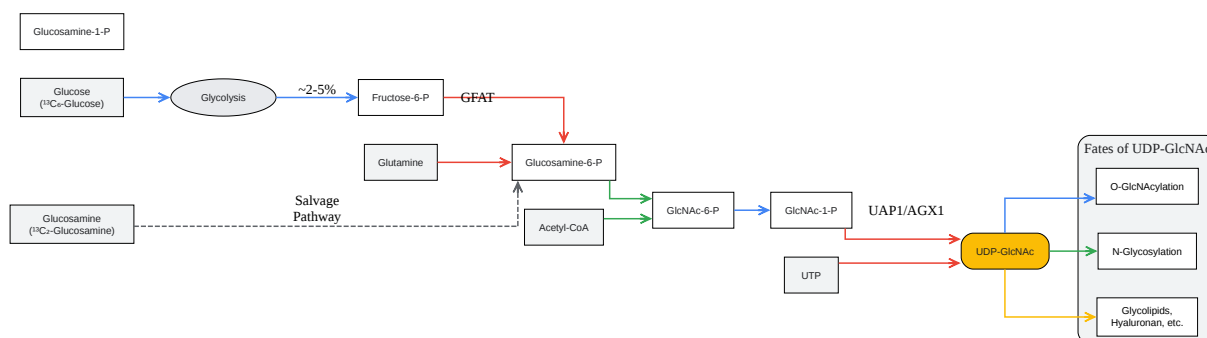 Glucosamine-1-P
Glucose
(¹³C₆-Glucose)
Glycolysis
~2-5%
Fructose-6-P
GFAT
Glutamine
Glucosamine-6-P
Glucosamine
(¹³C₂-Glucosamine)
Salvage
Pathway
Acetyl-CoA
GlcNAc-6-P
GlcNAc-1-P
UAP1/AGX1
UTP
UDP-GlcNAc
Fates of UDP-GlcNAc
O-GlcNAcylation
N-Glycosylation
Glycolipids,
Hyaluronan, etc.